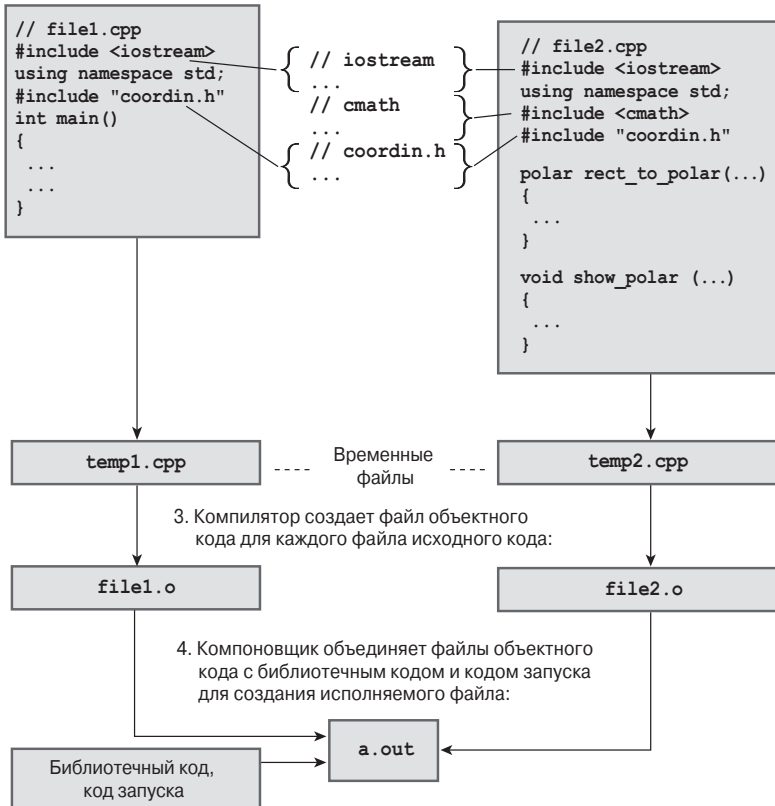 // file1.cpp
#include <iostream>
using namespace std;
#include "coordin.h"
int main()
{
...
...
}
// iostream
...
// cmath
...
// coordin.h
...
// file2.cpp
#include <iostream>
using namespace std;
#include <cmath>
#include "coordin.h"
polar rect_to_polar(...)
{
...
}
void show_polar (...)
{
...
}
temp1.cpp
Временные
файлы
temp2.cpp
3. Компилятор создает файл объектного
кода для каждого файла исходного кода:
file1.o
file2.o
4. Компоновщик объединяет файлы объектного
кода с библиотечным кодом и кодом запуска
для создания исполняемого файла:
a.out
Библиотечный код,
код запуска